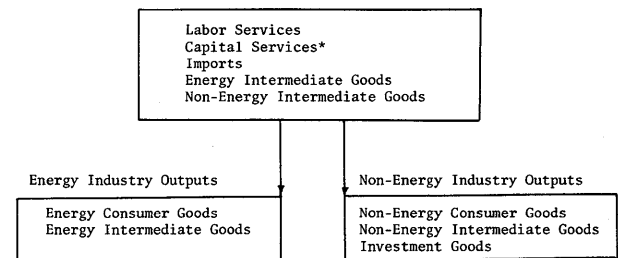 Labor Services
Capital Services*
Imports
Energy Intermediate Goods
Non-Energy Intermediate Goods
Energy Industry Outputs
Energy Consumer Goods
Energy Intermediate Goods
Non-Energy Industry Outputs
Non-Energy Consumer Goods
Non-Energy Intermediate Goods
Investment Goods